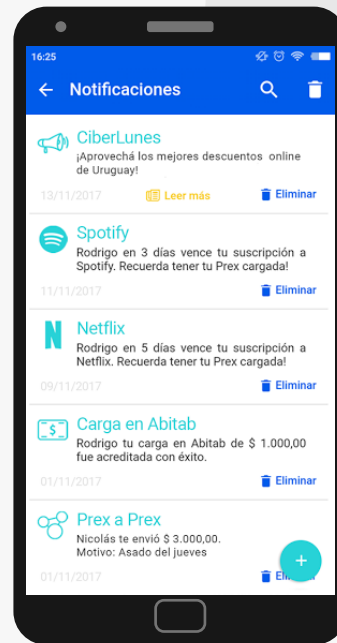 16:25
Notificaciones
CiberLunes
¡Aprovechá los mejores descuentos online
de Uruguay!
13/11/2017 Leer más Eliminar
Spotify
Rodrigo en 3 días vence tu suscripción a
Spotify. Recuerda tener tu Prex cargada!
11/11/2017 Eliminar
Netflix
Rodrigo en 5 días vence tu suscripción a
Netflix. Recuerda tener tu Prex cargada!
09/11/2017 Eliminar
Carga en Abitab
Rodrigo tu carga en Abitab de $ 1.000,00
fue acreditada con éxito.
01/11/2017 Eliminar
Prex a Prex
Nicolás te envió $ 3.000,00.
Motivo: Asado del jueves
01/11/2017